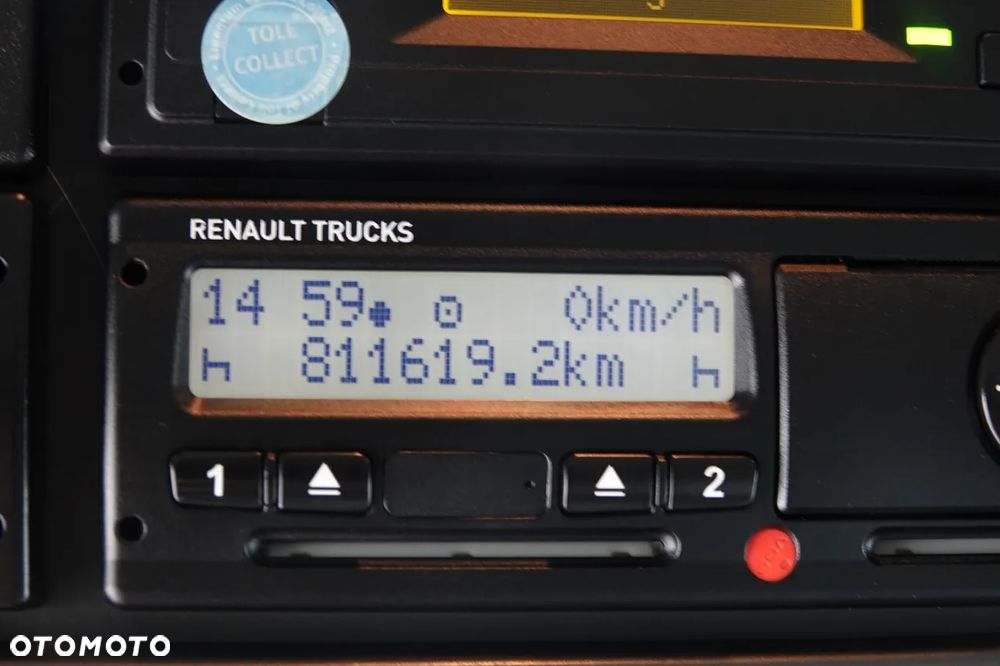 TOLL
COLLECT
RENAULT TRUCKS
14 59 0km/h
811619.2km
1
2
OTOMOTO